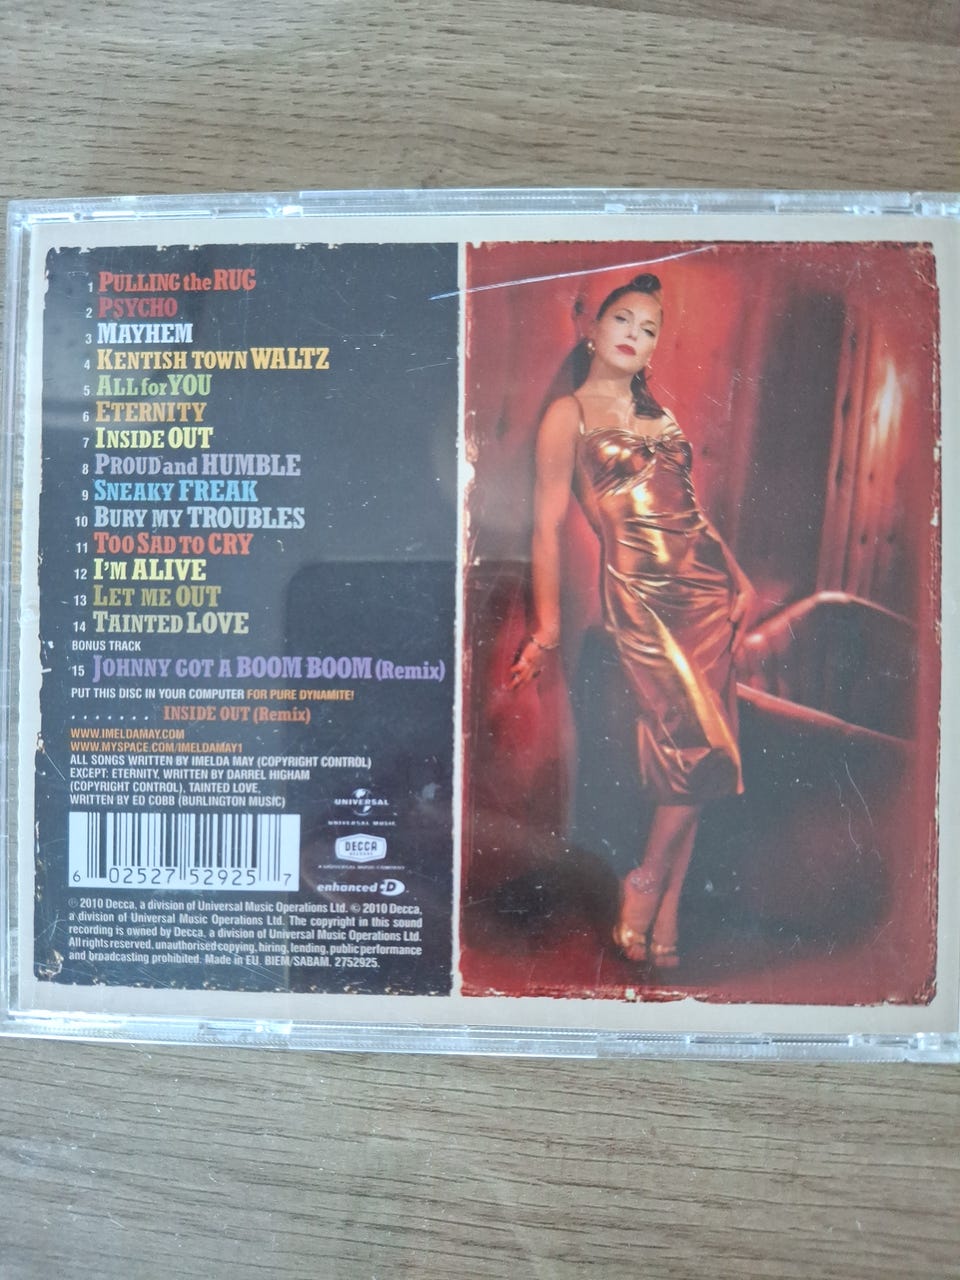 1 PULLING the RUG
2 PSYCHO
3 MAYHEM
4 KENTISH TOWN WALTZ
5 ALL for YOU
6 ETERNITY
7 INSIDE OUT
8 PROUD and HUMBLE
9 SNEAKY FREAK
10 BURY MY TROUBLES
11 TOO SAD TO CRY
12 I'M ALIVE
13 LET ME OUT
14 TAINTED LOVE
BONUS TRACK
15 JOHNNY GOT A BOOM BOOM (Remix)
PUT THIS DISC IN YOUR COMPUTER FOR PURE DYNAMITE!
....... INSIDE OUT (Remix)
WWW.IMELDAMAY.COM
WWW.MYSPACE.COM/IMELDAMAY1
ALL SONGS WRITTEN BY IMELDA MAY (COPYRIGHT CONTROL)
EXCEPT: ETERNITY, WRITTEN BY DARREL HIGHAM
(COPYRIGHT CONTROL), TAINTED LOVE,
WRITTEN BY ED COBB (BURLINGTON MUSIC)
UNIVERSAL
UNIVERSAL MUSIC
DECCA
RECORDS
A UNIVERSAL MUSIC COMPANY
6 02527 52925 7
enhanced CD
℗ 2010 Decca, a division of Universal Music Operations Ltd. © 2010 Decca,
a division of Universal Music Operations Ltd. The copyright in this sound
recording is owned by Decca, a division of Universal Music Operations Ltd.
All rights reserved, unauthorised copying, hiring, lending, public performance
and broadcasting prohibited. Made in EU. BIEM/SABAM. 2752925.